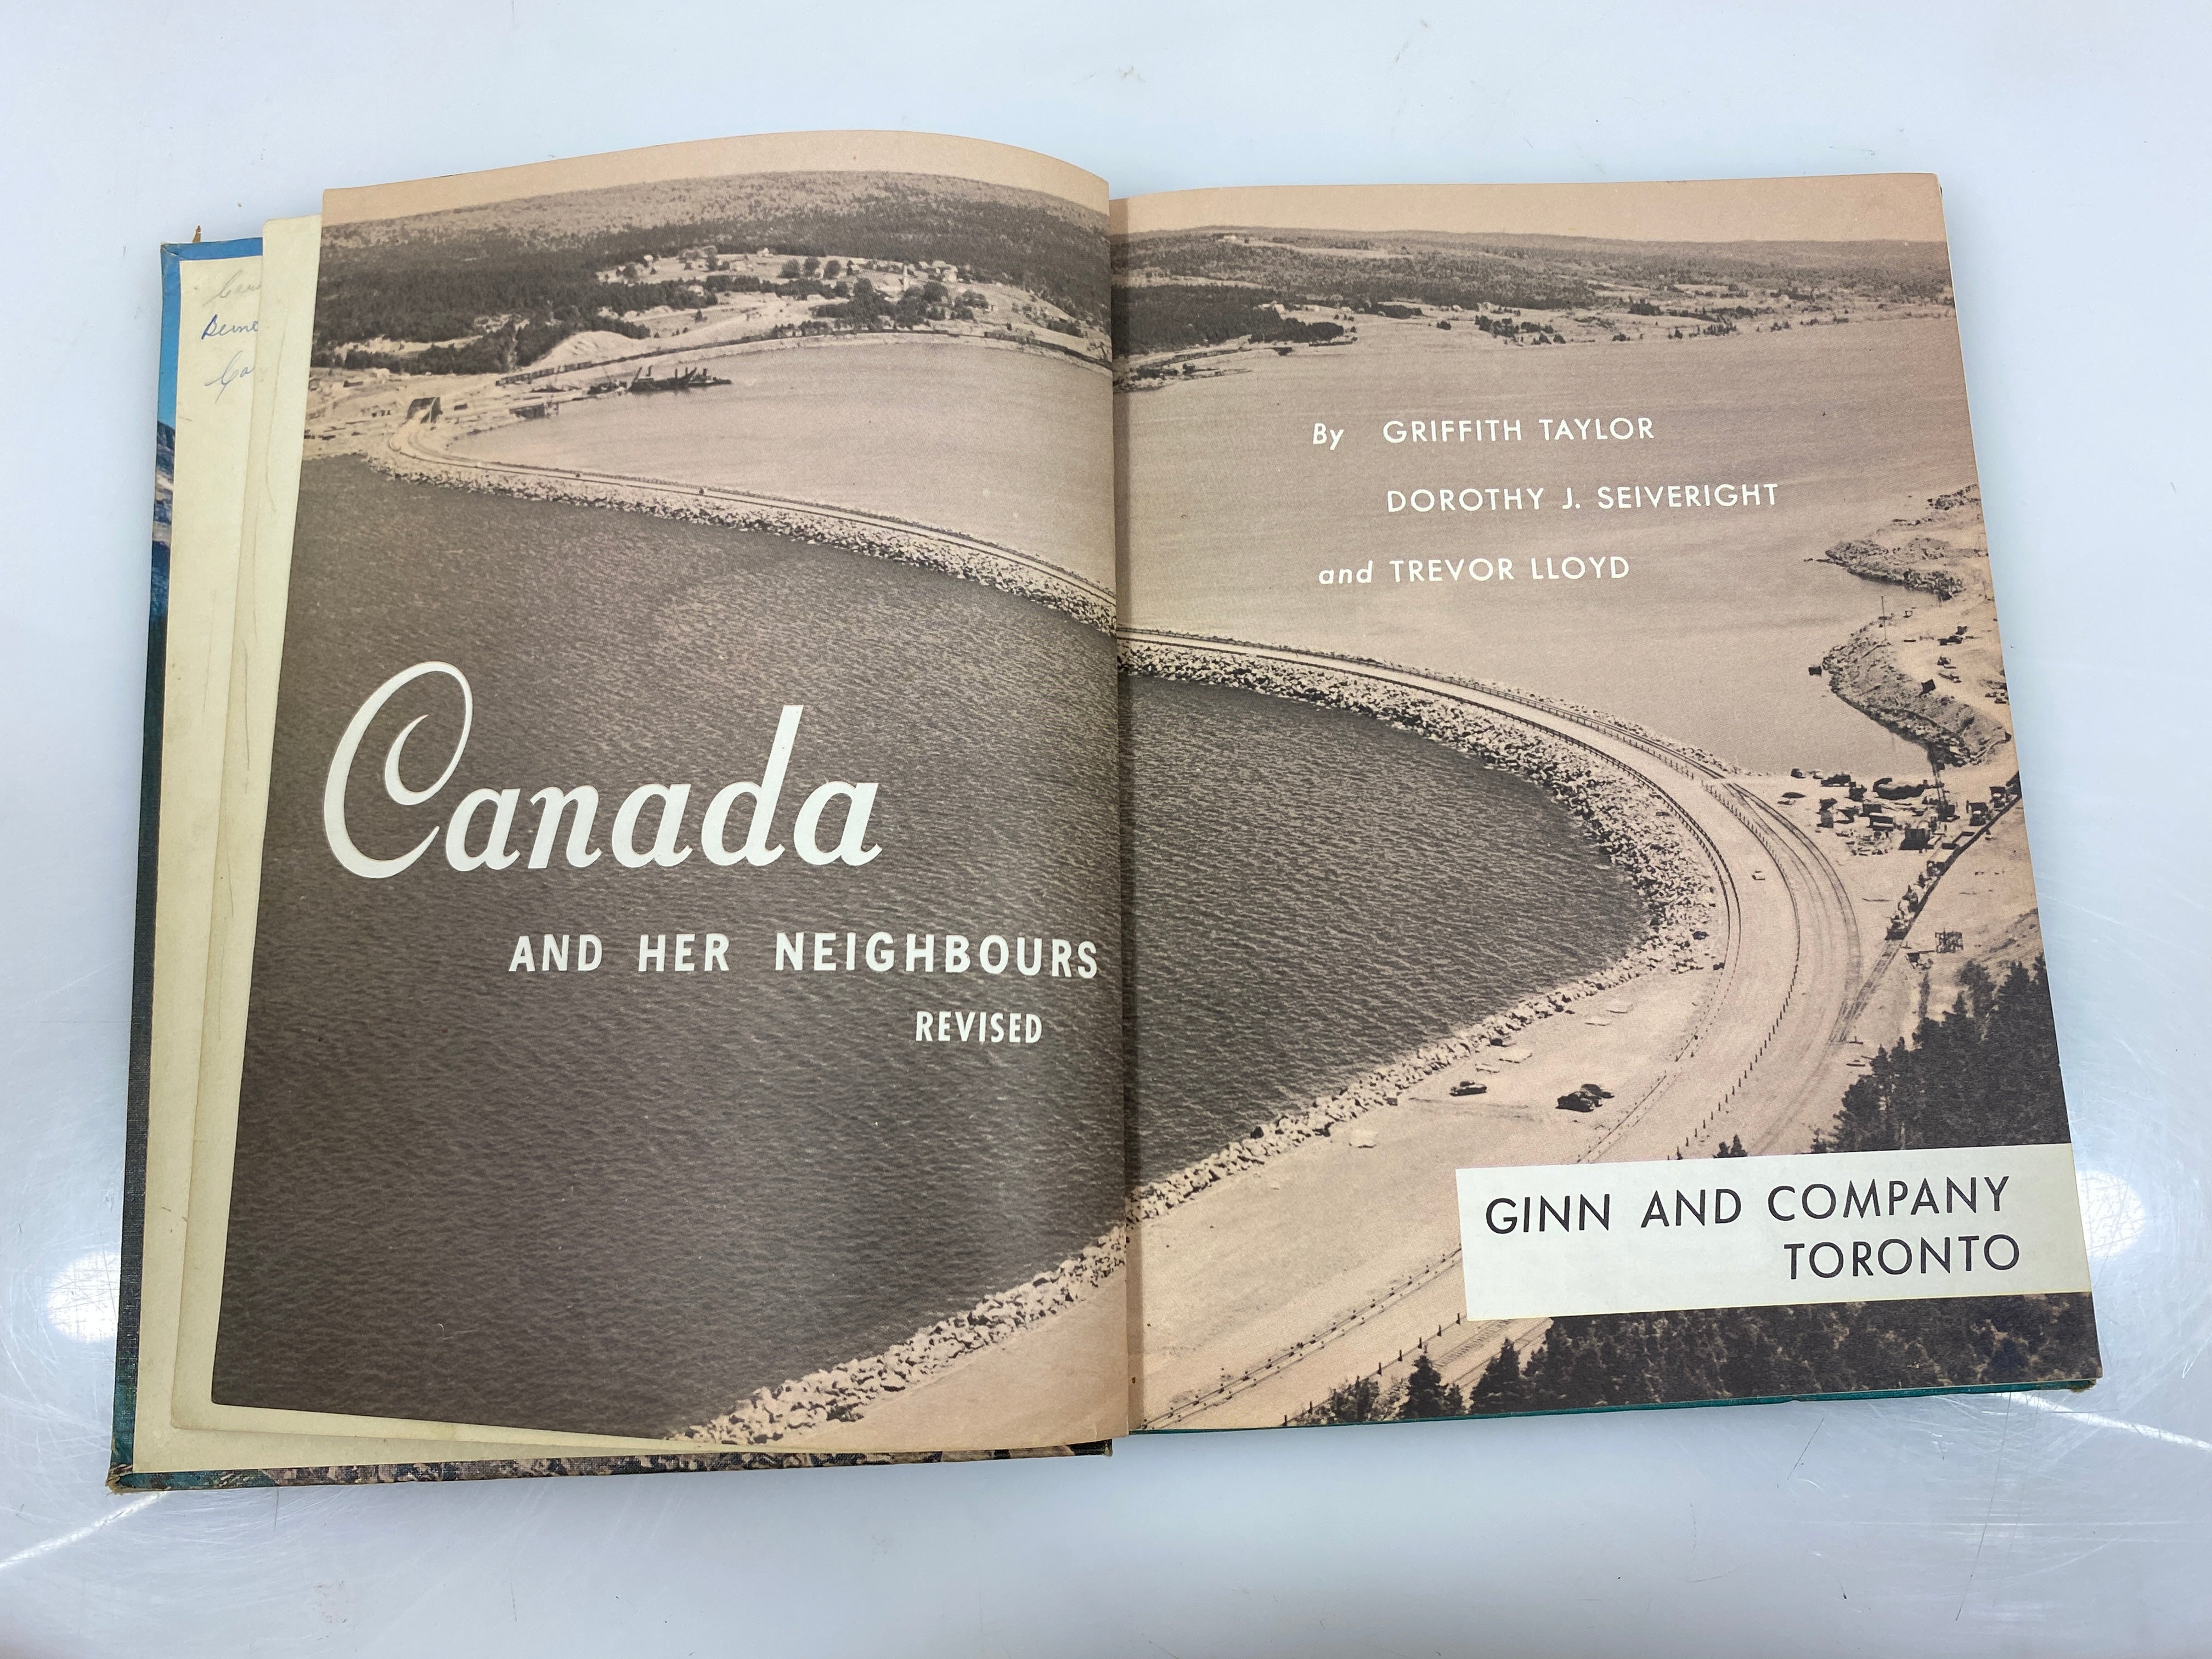 Canada
AND HER NEIGHBOURS
REVISED
By GRIFFITH TAYLOR
DOROTHY J. SEIVERIGHT
and TREVOR LLOYD
GINN AND COMPANY
TORONTO